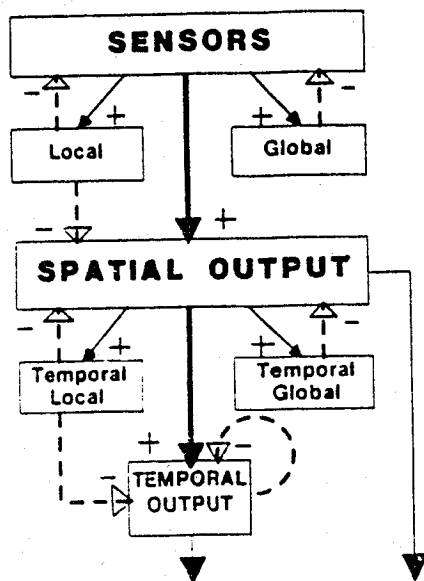 SENSORS
- -
+ +
Local Global
- +
SPATIAL OUTPUT
- -
+ +
Temporal Temporal
Local Global
+ -
- TEMPORAL
OUTPUT